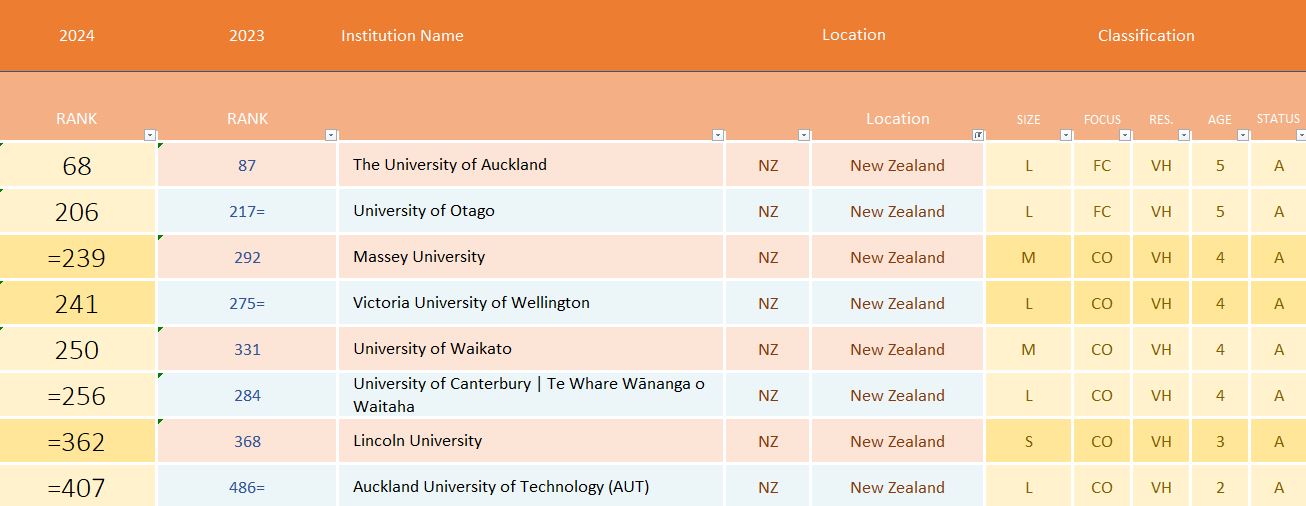 2024 2023 Institution Name Location Classification
RANK RANK Location SIZE FOCUS RES. AGE STATUS
68 87 The University of Auckland NZ New Zealand L FC VH 5 A
206 217= University of Otago NZ New Zealand L FC VH 5 A
=239 292 Massey University NZ New Zealand M CO VH 4 A
241 275= Victoria University of Wellington NZ New Zealand L CO VH 4 A
250 331 University of Waikato NZ New Zealand M CO VH 4 A
=256 284 University of Canterbury | Te Whare Wānanga o
Waitaha NZ New Zealand L CO VH 4 A
=362 368 Lincoln University NZ New Zealand S CO VH 3 A
=407 486= Auckland University of Technology (AUT) NZ New Zealand L CO VH 2 A